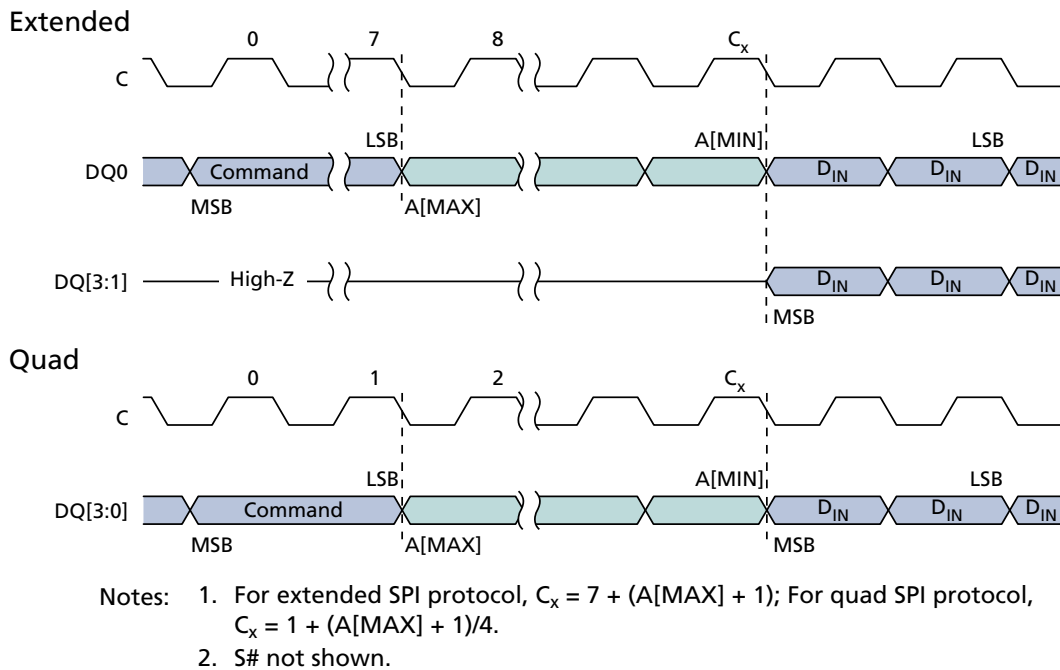 Extended
0 7 8 Cx
C
LSB A[MIN] LSB
DQ0 Command DIN DIN DIN
MSB A[MAX]
DQ[3:1] High-Z DIN DIN DIN
MSB
Quad
0 1 2 Cx
C
LSB A[MIN] LSB
DQ[3:0] Command DIN DIN DIN
MSB A[MAX] MSB
Notes: 1. For extended SPI protocol, Cx = 7 + (A[MAX] + 1); For quad SPI protocol,
Cx = 1 + (A[MAX] + 1)/4.
2. S# not shown.